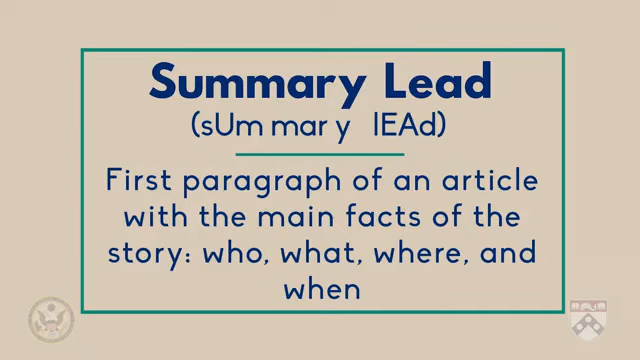 Summary Lead
(sUm mar y lEAd)
First paragraph of an article
with the main facts of the
story: who, what, where, and
when